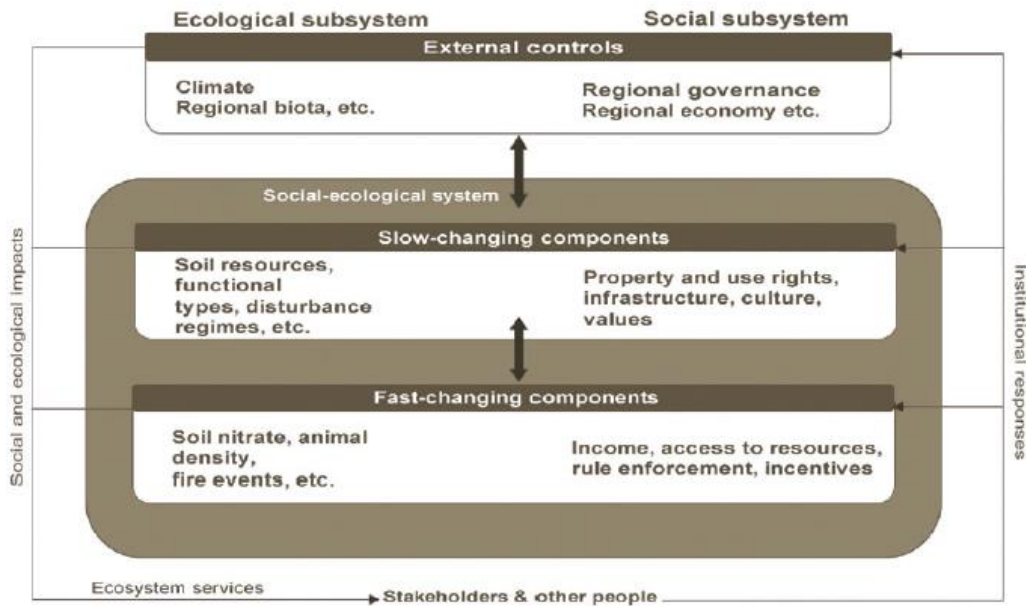 Ecological subsystem
Social subsystem
External controls
Climate
Regional biota, etc.
Regional governance
Regional economy etc.
Social-ecological system
Slow-changing components
Soil resources,
functional
types, disturbance
regimes, etc.
Property and use rights,
infrastructure, culture,
values
Fast-changing components
Soil nitrate, animal
density,
fire events, etc.
Income, access to resources,
rule enforcement, incentives
Social and ecological impacts
Institutional responses
Ecosystem services
Stakeholders & other people